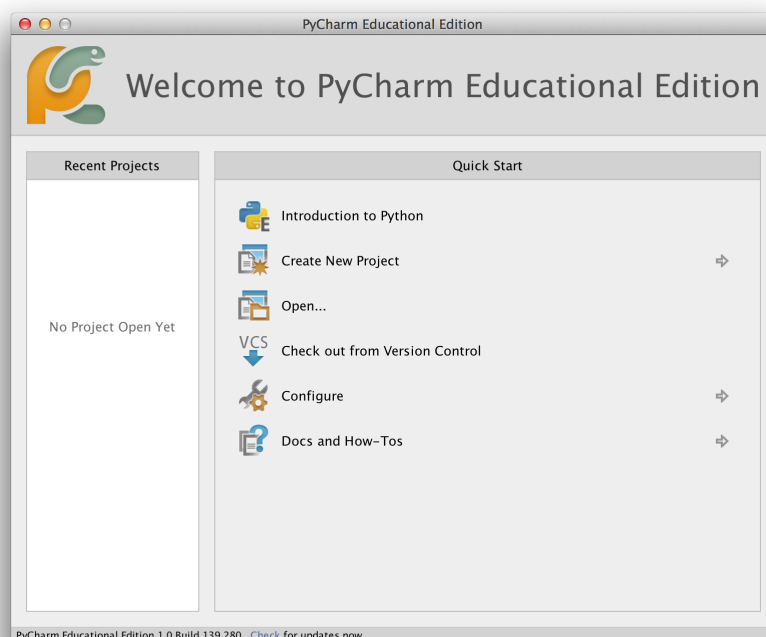 PyCharm Educational Edition
Welcome to PyCharm Educational Edition
Recent Projects
No Project Open Yet
Quick Start
Introduction to Python
Create New Project
Open...
VCS
Check out from Version Control
Configure
Docs and How-Tos
PyCharm Educational Edition 1.0 Build 139.280. Check for updates now.